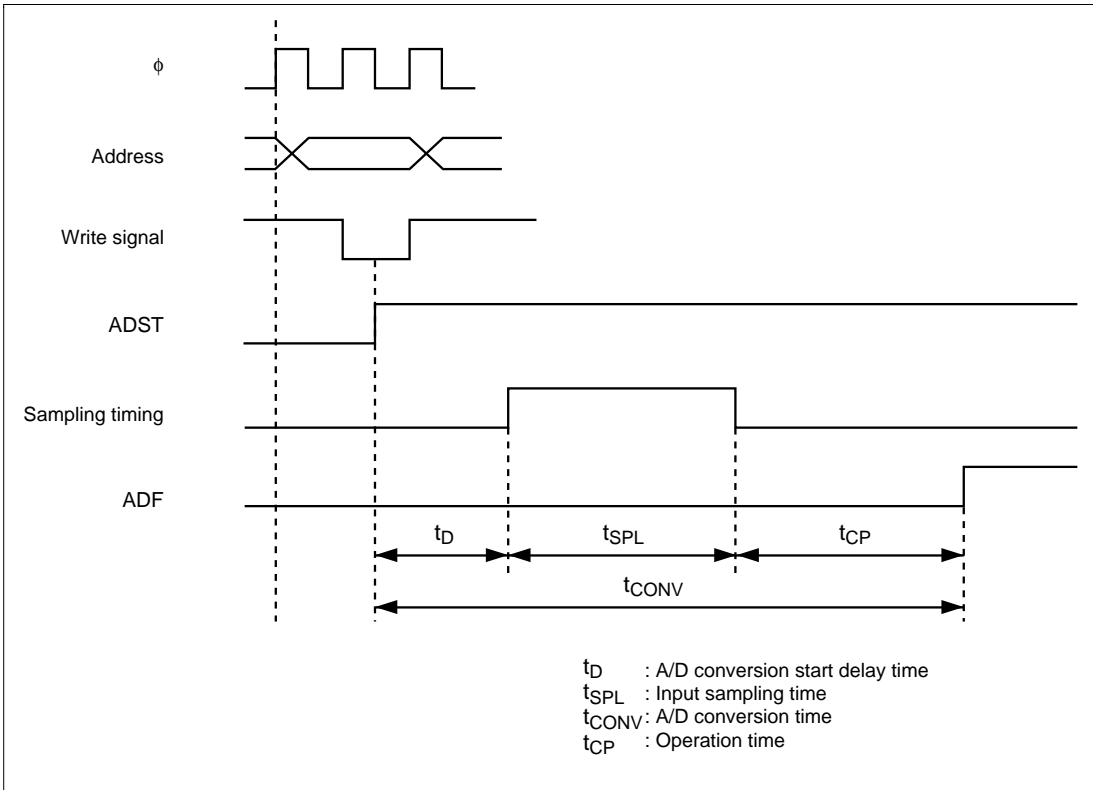 ϕ
Address
Write signal
ADST
Sampling timing
ADF
tD tSPL tCP
tCONV
tD : A/D conversion start delay time
tSPL : Input sampling time
tCONV : A/D conversion time
tCP : Operation time